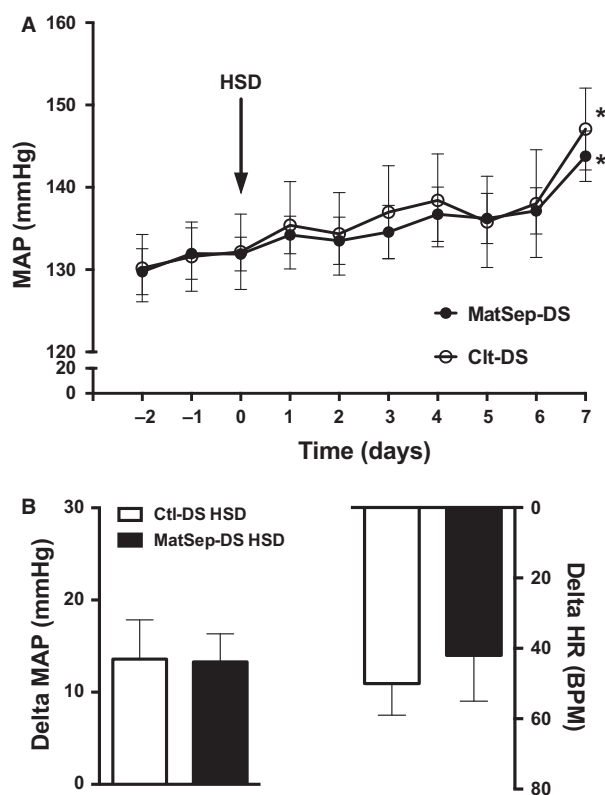 A
160
150
140
130
120
20
0
MAP (mmHg)
HSD
*
*
MatSep-DS
Clt-DS
–2 –1 0 1 2 3 4 5 6 7
Time (days)
B
Ctl-DS HSD
MatSep-DS HSD
30
20
10
0
Delta MAP (mmHg)
0
20
40
60
80
Delta HR (BPM)